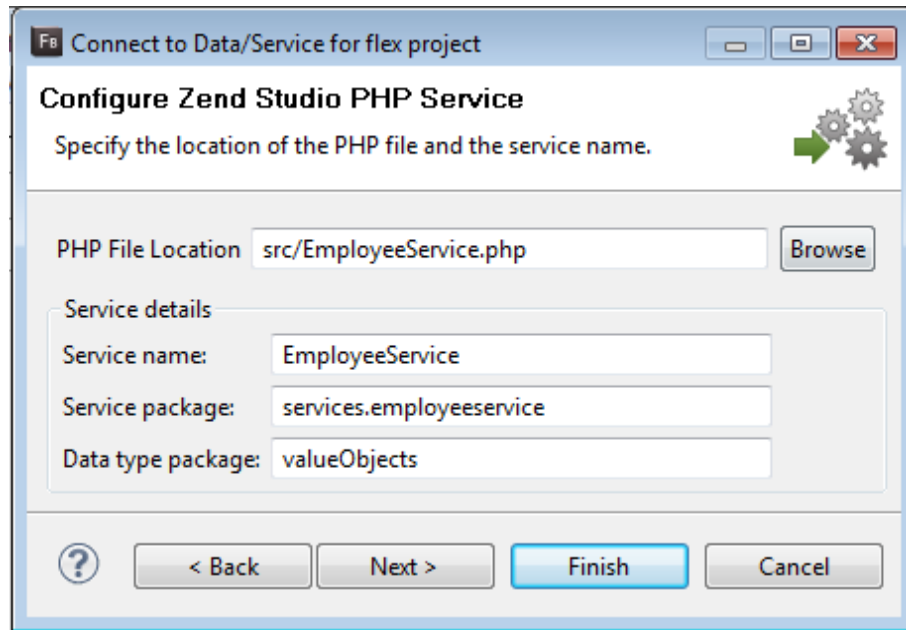 FB Connect to Data/Service for flex project
Configure Zend Studio PHP Service
Specify the location of the PHP file and the service name.
PHP File Location src/EmployeeService.php Browse
Service details
Service name: EmployeeService
Service package: services.employeeservice
Data type package: valueObjects
? < Back Next > Finish Cancel